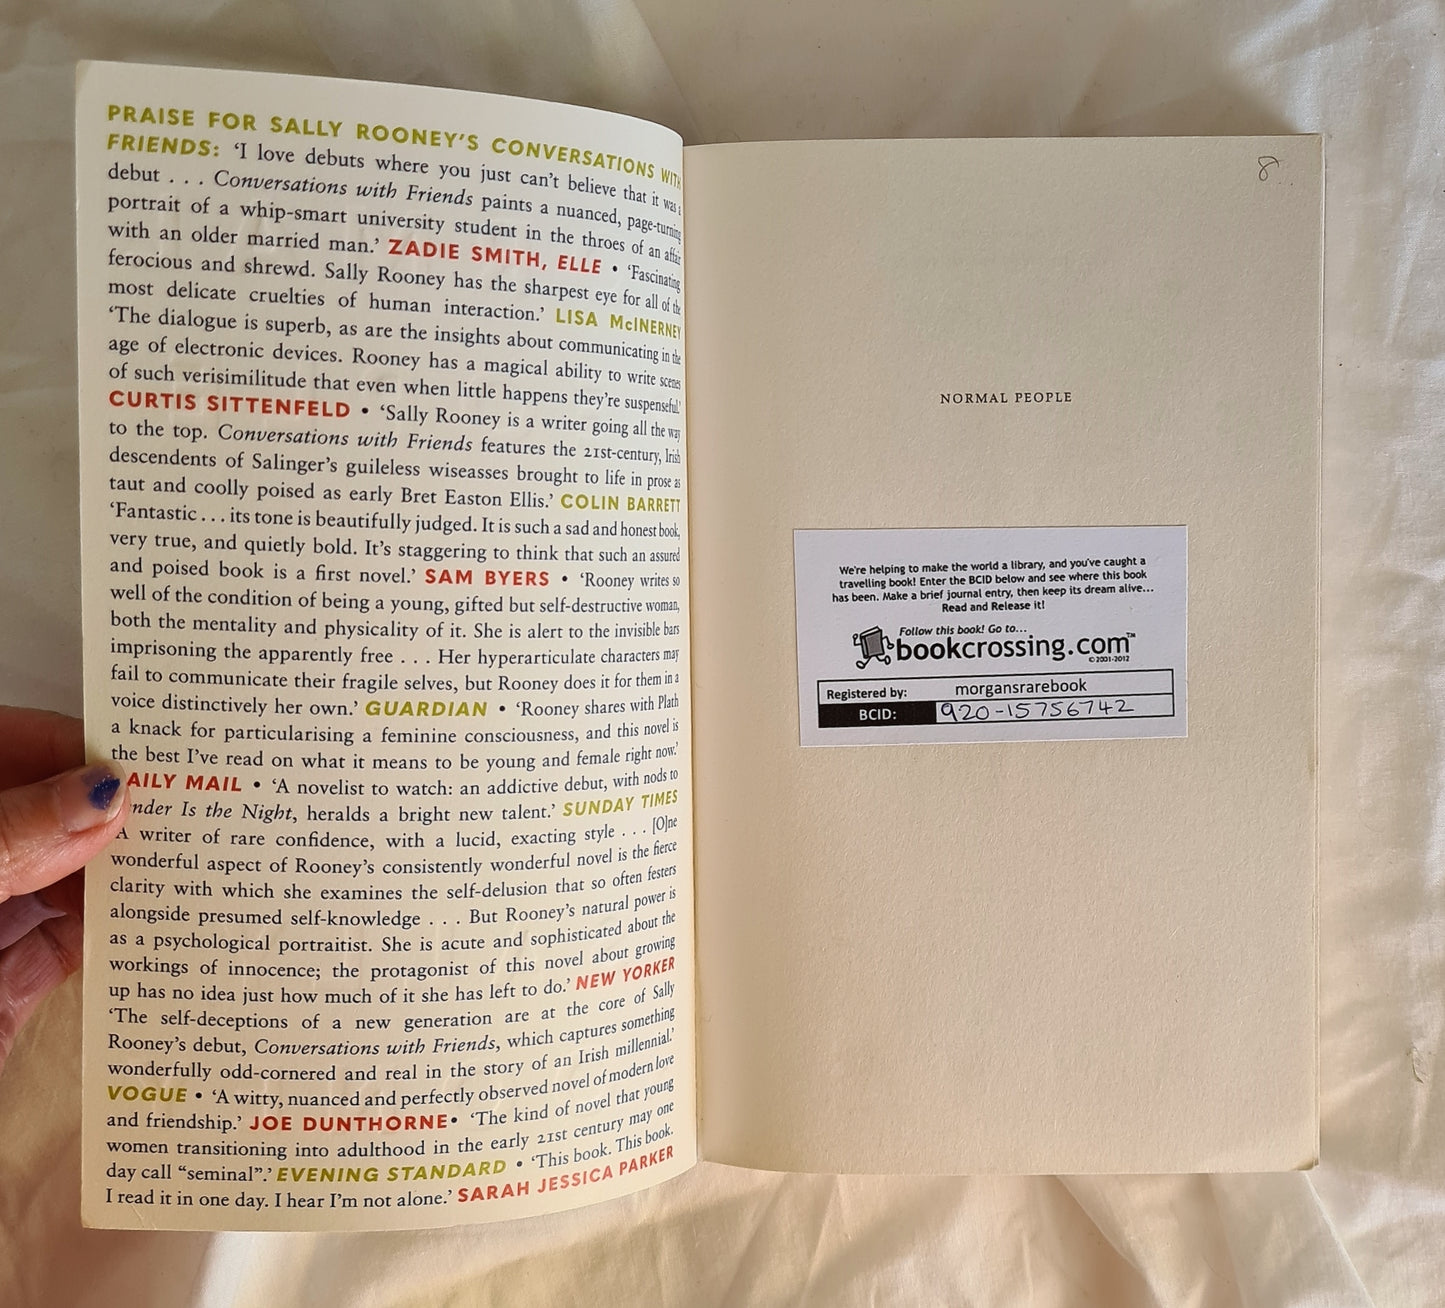 PRAISE FOR SALLY ROONEY'S CONVERSATIONS WITH
FRIENDS: ‘I love debuts where you just can't believe that it was a
debut . . . Conversations with Friends paints a nuanced, page-turning
portrait of a whip-smart university student in the throes of an affair
with an older married man.’ ZADIE SMITH, ELLE • ‘Fascinating
ferocious and shrewd. Sally Rooney has the sharpest eye for all of the
most delicate cruelties of human interaction.’ LISA McINERNEY
‘The dialogue is superb, as are the insights about communicating in the
age of electronic devices. Rooney has a magical ability to write scenes
of such verisimilitude that even when little happens they're suspenseful.’
CURTIS SITTENFELD • ‘Sally Rooney is a writer going all the way
to the top. Conversations with Friends features the 21st-century, Irish
descendents of Salinger's guileless wiseasses brought to life in prose as
taut and coolly poised as early Bret Easton Ellis.’ COLIN BARRETT
‘Fantastic . . . its tone is beautifully judged. It is such a sad and honest book,
very true, and quietly bold. It's staggering to think that such an assured
and poised book is a first novel.’ SAM BYERS • ‘Rooney writes so
well of the condition of being a young, gifted but self-destructive woman,
both the mentality and physicality of it. She is alert to the invisible bars
imprisoning the apparently free . . . Her hyperarticulate characters may
fail to communicate their fragile selves, but Rooney does it for them in a
voice distinctively her own.’ GUARDIAN • ‘Rooney shares with Plath
a knack for particularising a feminine consciousness, and this novel is
the best I've read on what it means to be young and female right now.’
AILY MAIL • ‘A novelist to watch: an addictive debut, with nods to
nder Is the Night, heralds a bright new talent.’ SUNDAY TIMES
A writer of rare confidence, with a lucid, exacting style . . . [O]ne
wonderful aspect of Rooney's consistently wonderful novel is the fierce
clarity with which she examines the self-delusion that so often festers
alongside presumed self-knowledge . . . But Rooney's natural power is
as a psychological portraitist. She is acute and sophisticated about the
workings of innocence; the protagonist of this novel about growing
up has no idea just how much of it she has left to do.’ NEW YORKER
‘The self-deceptions of a new generation are at the core of Sally
Rooney's debut, Conversations with Friends, which captures something
wonderfully odd-cornered and real in the story of an Irish millennial.’
VOGUE • ‘A witty, nuanced and perfectly observed novel of modern love
and friendship.’ JOE DUNTHORNE • ‘The kind of novel that young
women transitioning into adulthood in the early 21st century may one
day call “seminal”.’ EVENING STANDARD • ‘This book. This book.
I read it in one day. I hear I'm not alone.’ SARAH JESSICA PARKER
8
NORMAL PEOPLE
We're helping to make the world a library, and you've caught a
travelling book! Enter the BCID below and see where this book
has been. Make a brief journal entry, then keep its dream alive...
Read and Release it!
Follow this book! Go to...
bookcrossing.com™
©2001-2012
Registered by: morgansrarebook
BCID: 920-15756742